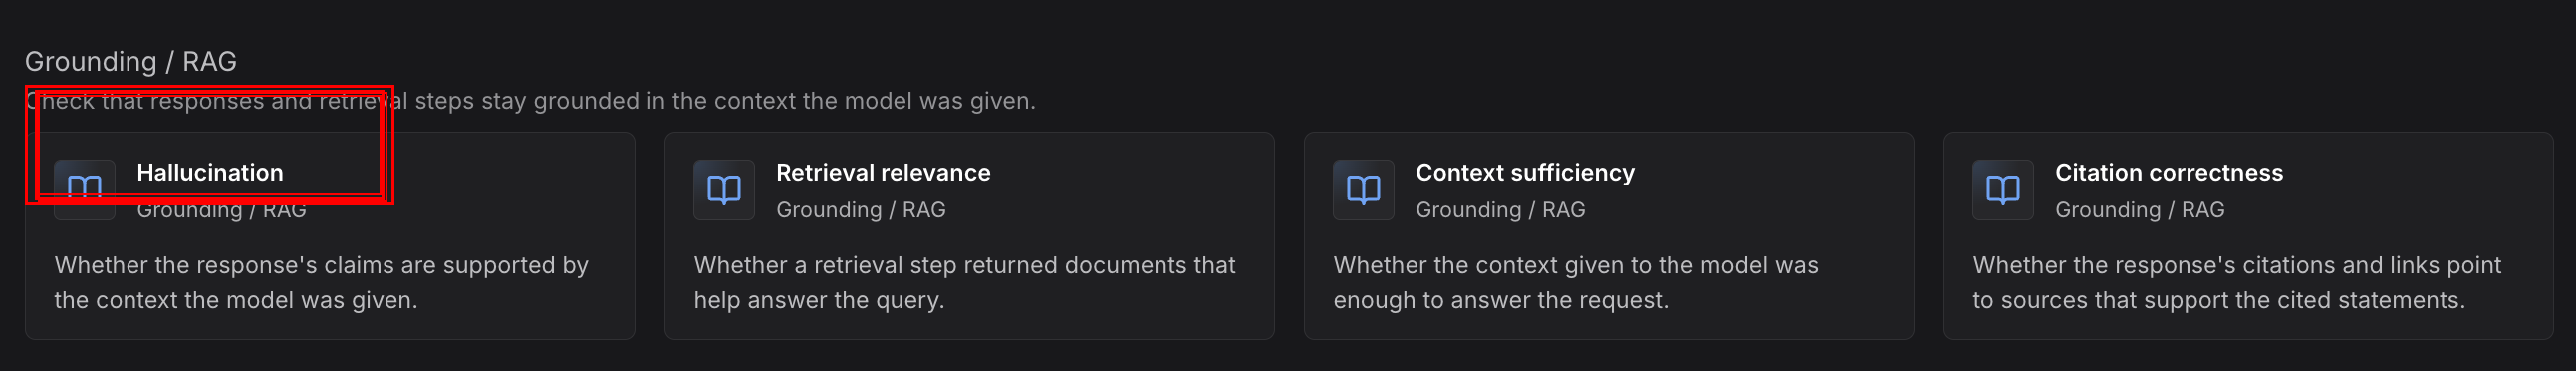 Grounding / RAG
Check that responses and retrieval steps stay grounded in the context the model was given.
Hallucination
Grounding / RAG
Whether the response's claims are supported by
the context the model was given.
Retrieval relevance
Grounding / RAG
Whether a retrieval step returned documents that
help answer the query.
Context sufficiency
Grounding / RAG
Whether the context given to the model was
enough to answer the request.
Citation correctness
Grounding / RAG
Whether the response's citations and links point
to sources that support the cited statements.